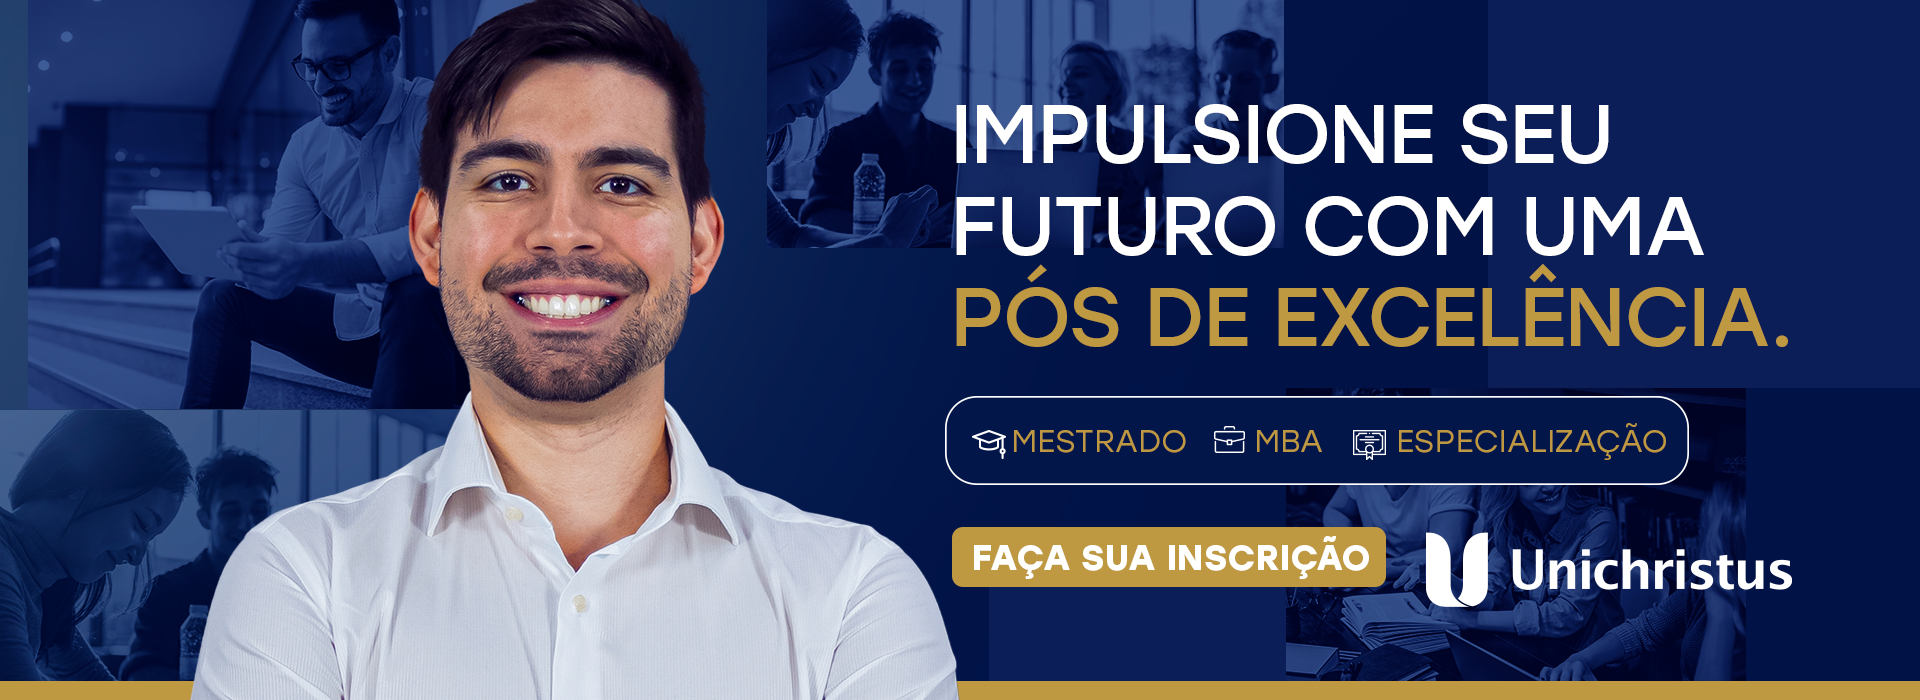 IMPULSIONE SEU
FUTURO COM UMA
PÓS DE EXCELÊNCIA.
MESTRADO MBA ESPECIALIZAÇÃO
FAÇA SUA INSCRIÇÃO
Unichristus